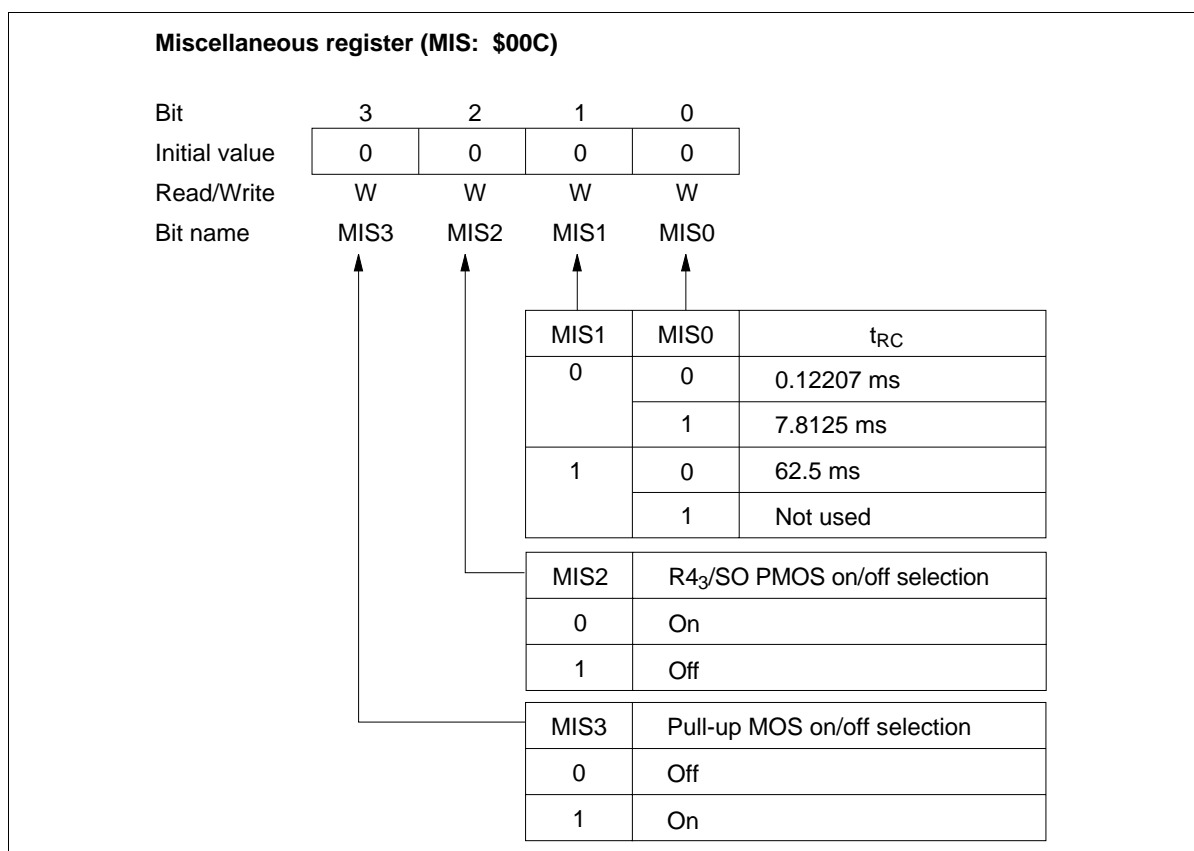 Miscellaneous register (MIS: $00C)
Bit 3 2 1 0
Initial value 0 0 0 0
Read/Write W W W W
Bit name MIS3 MIS2 MIS1 MIS0
MIS1 MIS0 tRC
0 0 0.12207 ms
1 7.8125 ms
1 0 62.5 ms
1 Not used
MIS2 R43/SO PMOS on/off selection
0 On
1 Off
MIS3 Pull-up MOS on/off selection
0 Off
1 On